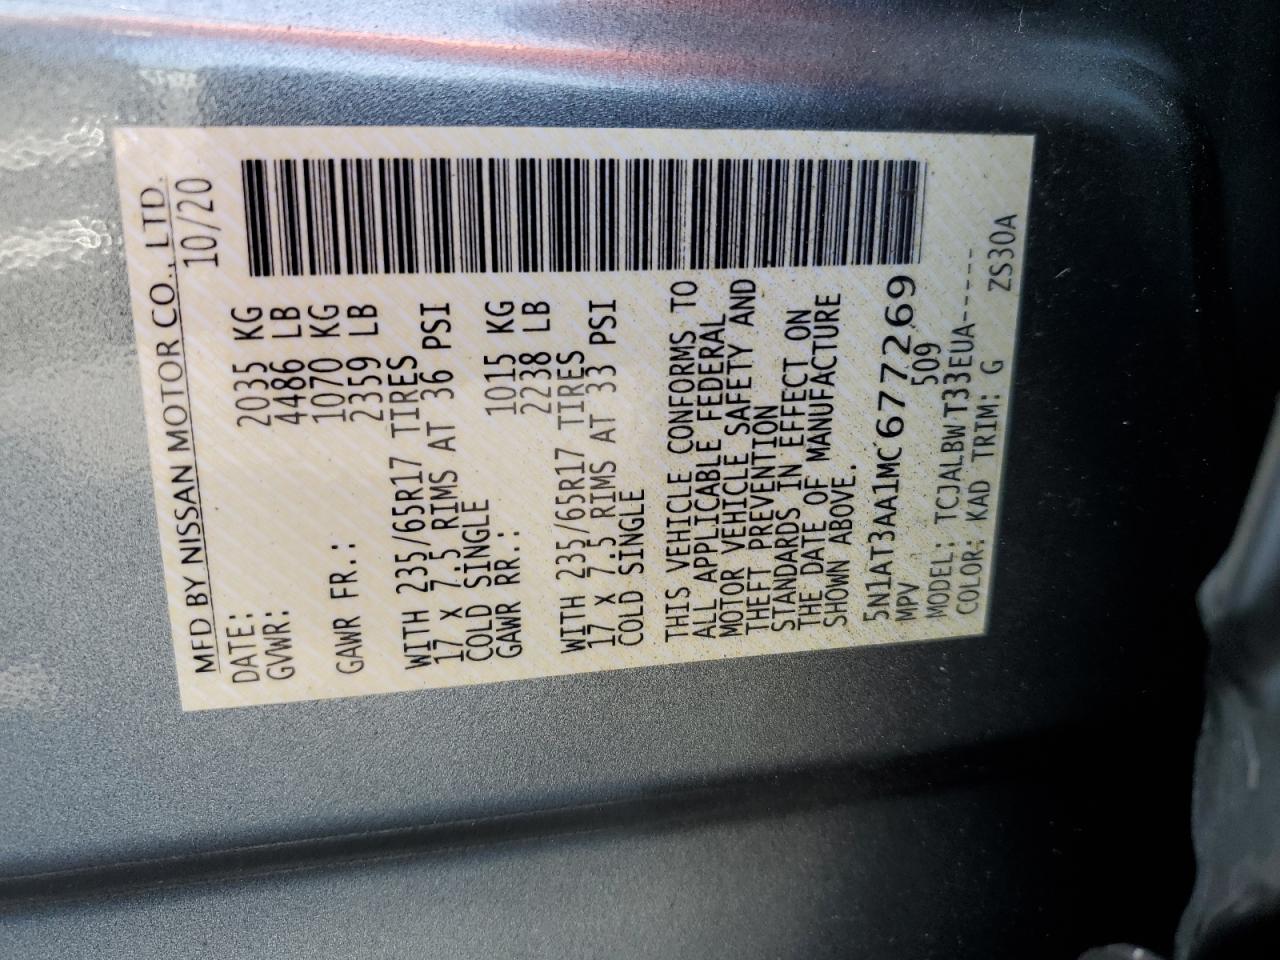 MFD BY NISSAN MOTOR CO., LTD.
DATE: 10/20
GVWR: 2035 KG
4486 LB
GAWR FR.: 1070 KG
2359 LB
WITH 235/65R17 TIRES
17 x 7.5 RIMS AT 36 PSI
COLD SINGLE
GAWR RR.: 1015 KG
2238 LB
WITH 235/65R17 TIRES
17 x 7.5 RIMS AT 33 PSI
COLD SINGLE
THIS VEHICLE CONFORMS TO
ALL APPLICABLE FEDERAL
MOTOR VEHICLE SAFETY AND
THEFT PREVENTION
STANDARDS IN EFFECT ON
THE DATE OF MANUFACTURE
SHOWN ABOVE.
5N1AT3AA1MC677269
MPV 509
MODEL: TCJALBWT33EUA-----
COLOR: KAD TRIM: G ZS30A